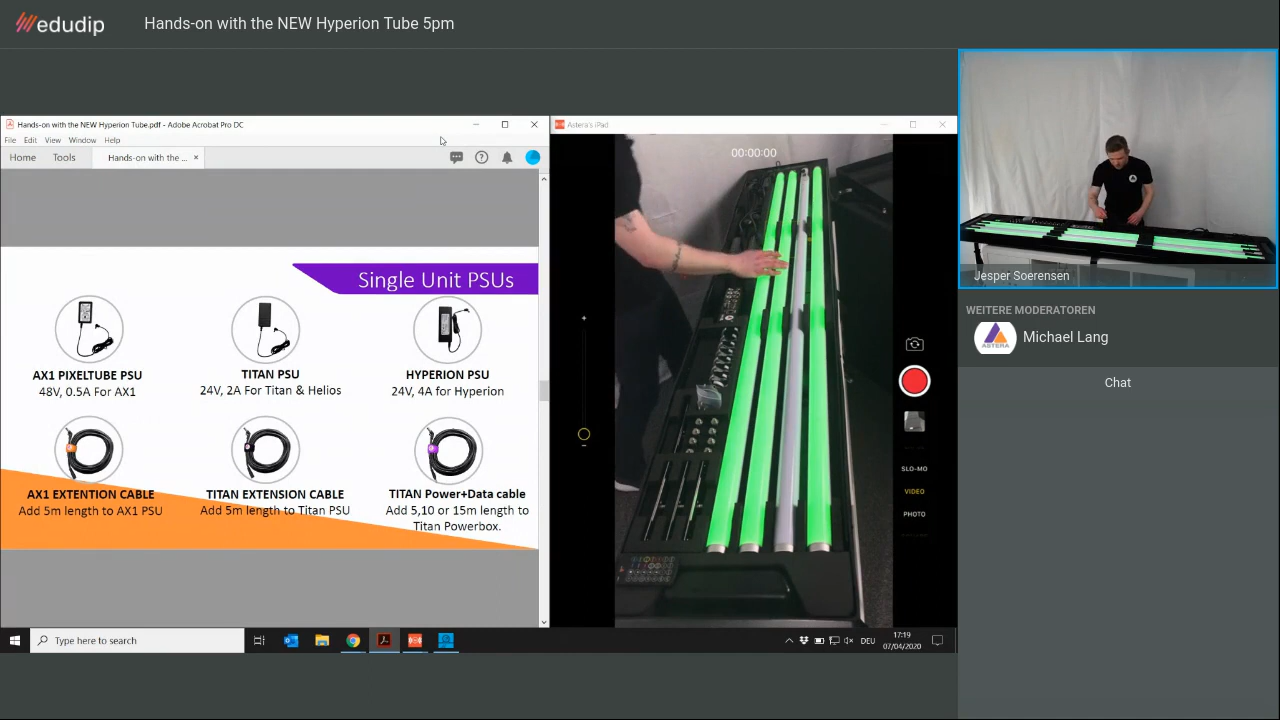 edudip
Hands-on with the NEW Hyperion Tube 5pm
Hands-on with the NEW Hyperion Tube.pdf - Adobe Acrobat Pro DC
File Edit View Window Help
Home Tools Hands-on with the ... ×
Single Unit PSUs
AX1 PIXELTUBE PSU
48V, 0.5A For AX1
TITAN PSU
24V, 2A For Titan & Helios
HYPERION PSU
24V, 4A for Hyperion
AX1 EXTENTION CABLE
Add 5m length to AX1 PSU
TITAN EXTENSION CABLE
Add 5m length to Titan PSU
TITAN Power+Data cable
Add 5,10 or 15m length to
Titan Powerbox.
Astera's iPad
00:00:00
SLO-MO
VIDEO
PHOTO
Type here to search
DEU
17:19
07/04/2020
Jesper Soerensen
WEITERE MODERATOREN
ASTERA
Michael Lang
Chat